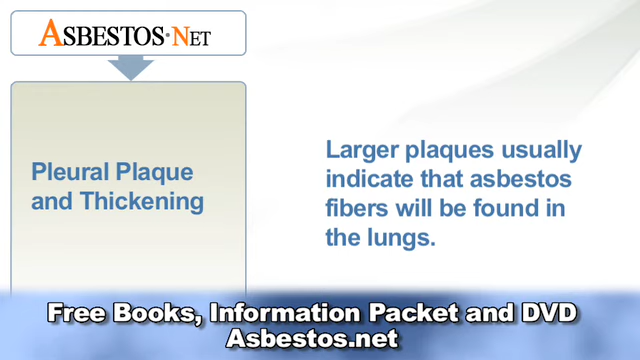 ASBESTOS·NET
Pleural Plaque
and Thickening
Larger plaques usually
indicate that asbestos
fibers will be found in
the lungs.
Free Books, Information Packet and DVD
Asbestos.net